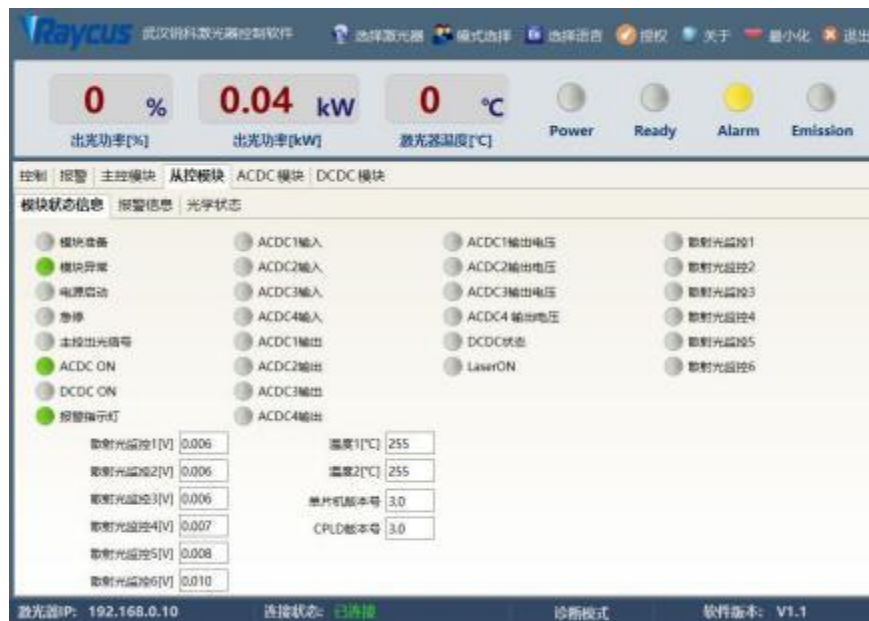 Raycus 武汉锐科激光器控制软件 选择激光器 模式选择 选择语言 授权 关于 最小化 退出
0 % 0.04 kW 0 ℃
出光功率[%] 出光功率[kW] 激光器温度[℃] Power Ready Alarm Emission
控制 报警 主控模块 从控模块 ACDC模块 DCDC模块
模块状态信息 报警信息 光学状态
模块准备 ACDC1输入 ACDC1输出电压 散射光监控1
模块异常 ACDC2输入 ACDC2输出电压 散射光监控2
电源启动 ACDC3输入 ACDC3输出电压 散射光监控3
急停 ACDC4输入 ACDC4 输出电压 散射光监控4
主控出光信号 ACDC1输出 DCDC状态 散射光监控5
ACDC ON ACDC2输出 LaserON 散射光监控6
DCDC ON ACDC3输出
报警指示灯 ACDC4输出
散射光监控1[V] 0.006 温度1[℃] 255
散射光监控2[V] 0.006 温度2[℃] 255
散射光监控3[V] 0.006 单片机版本号 3.0
散射光监控4[V] 0.007 CPLD版本号 3.0
散射光监控5[V] 0.008
散射光监控6[V] 0.010
激光器IP: 192.168.0.10 连接状态: 已连接 诊断模式 软件版本: V1.1